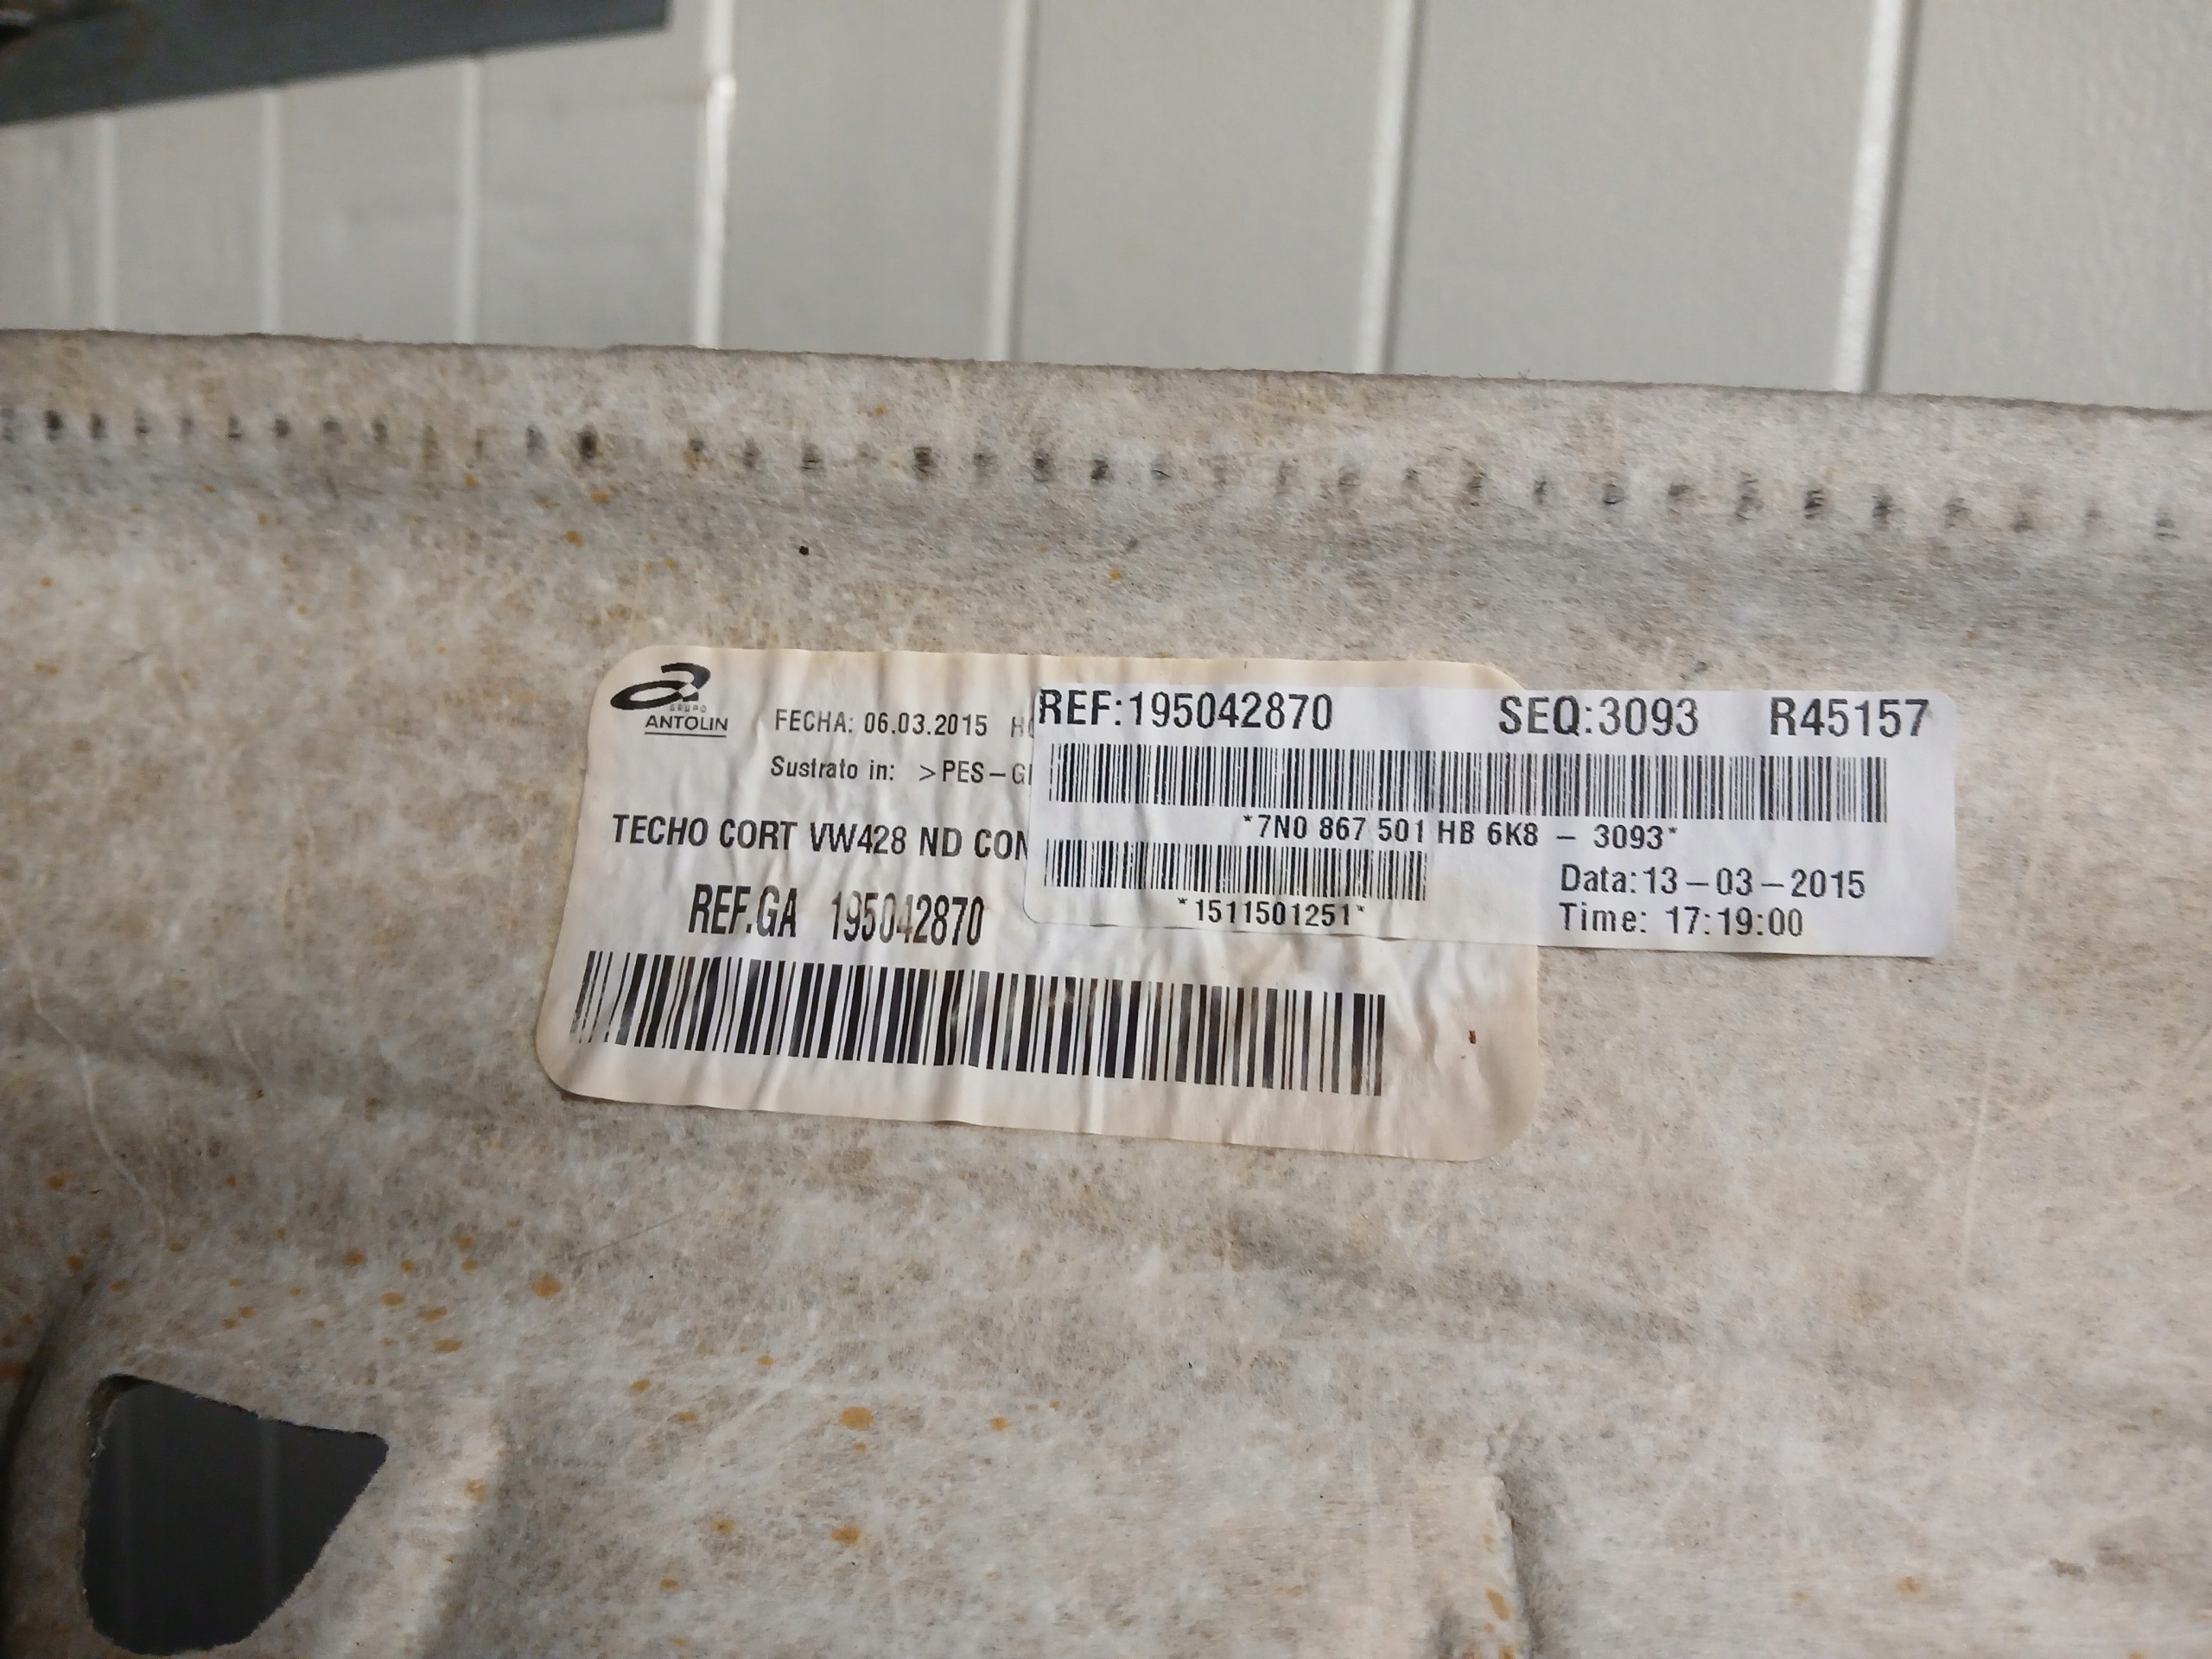 GRUPO
ANTOLIN
FECHA: 06.03.2015
Sustrato in: >PES-G
TECHO CORT VW428 ND CON
REF.GA 195042870
REF:195042870 SEQ:3093 R45157
*7N0 867 501 HB 6K8 - 3093*
*1511501251*
Data:13-03-2015
Time: 17:19:00